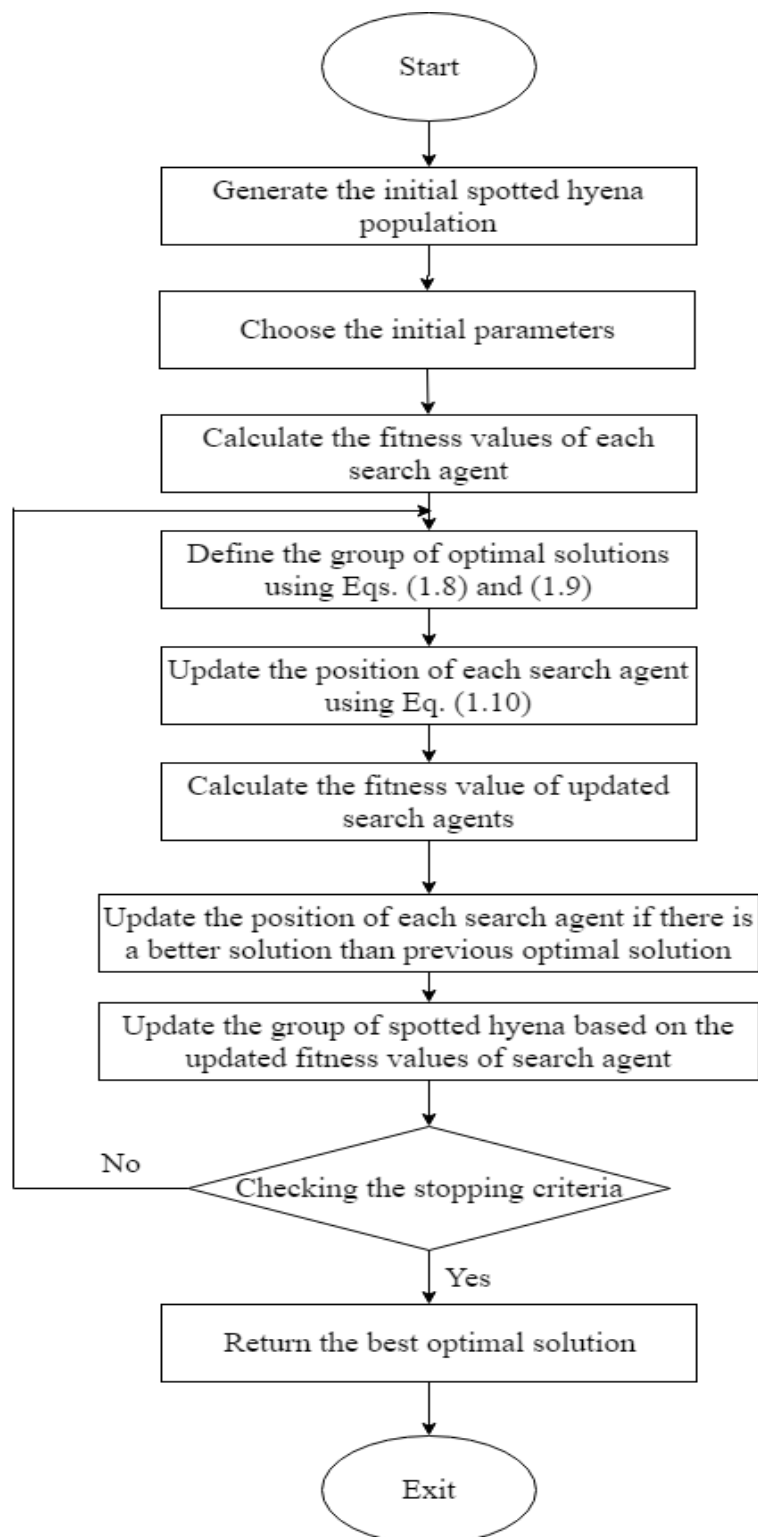 Start
Generate the initial spotted hyena
population
Choose the initial parameters
Calculate the fitness values of each
search agent
Define the group of optimal solutions
using Eqs. (1.8) and (1.9)
Update the position of each search agent
using Eq. (1.10)
Calculate the fitness value of updated
search agents
Update the position of each search agent if there is
a better solution than previous optimal solution
Update the group of spotted hyena based on the
updated fitness values of search agent
No
Checking the stopping criteria
Yes
Return the best optimal solution
Exit